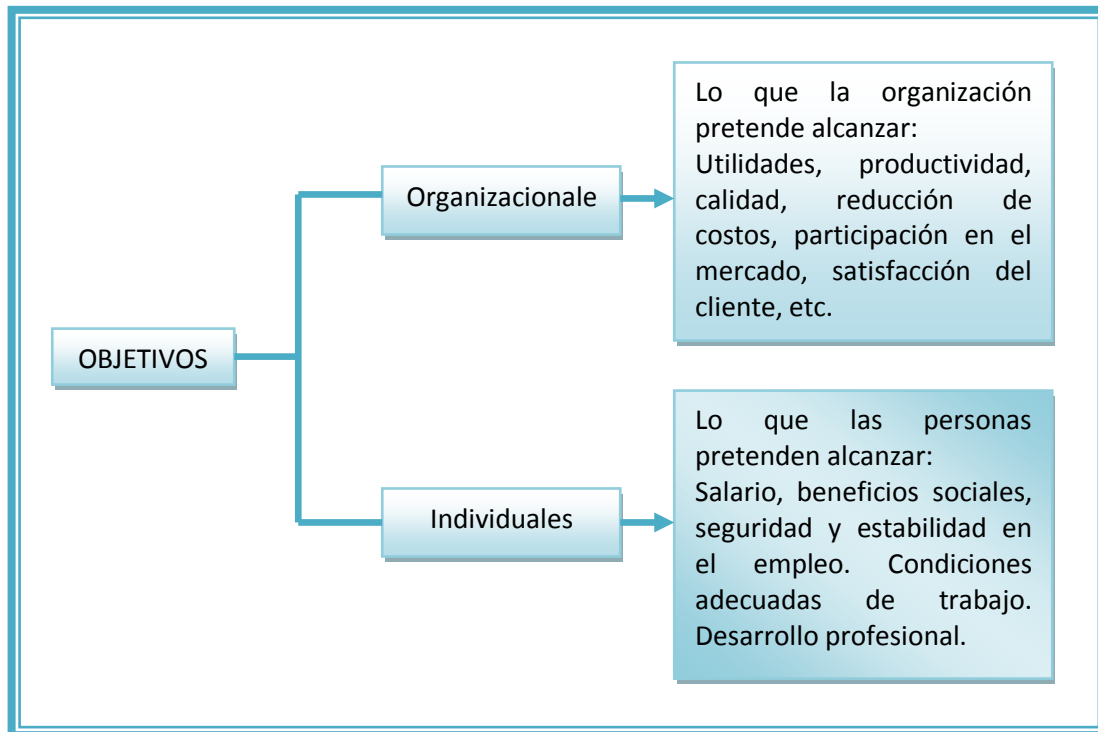 Lo que la organización
pretende alcanzar:
Utilidades, productividad,
calidad, reducción de
costos, participación en el
mercado, satisfacción del
cliente, etc.
Organizacionale
OBJETIVOS
Lo que las personas
pretenden alcanzar:
Salario, beneficios sociales,
seguridad y estabilidad en
el empleo. Condiciones
adecuadas de trabajo.
Desarrollo profesional.
Individuales